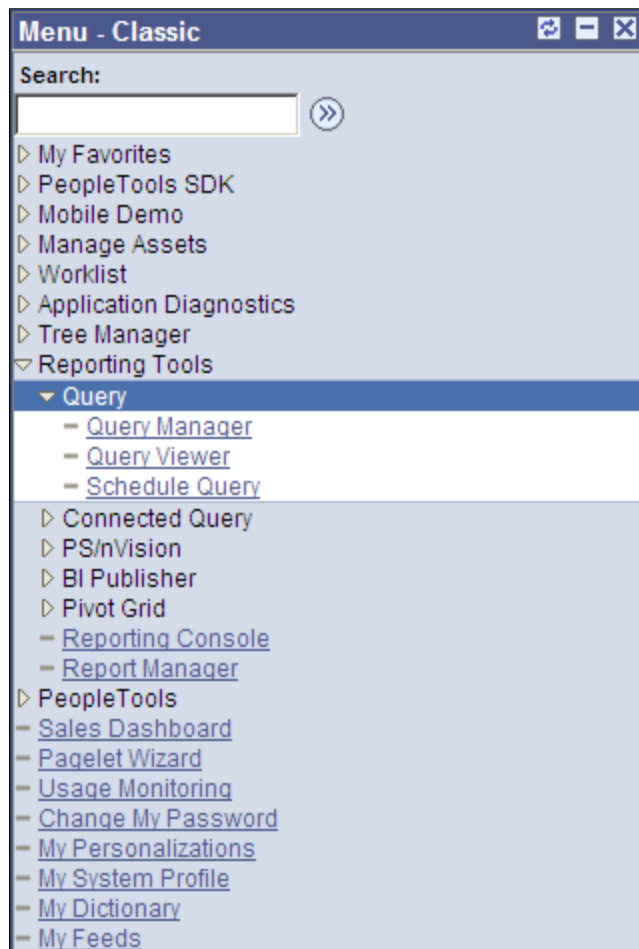 Menu - Classic
Search:
My Favorites
PeopleTools SDK
Mobile Demo
Manage Assets
Worklist
Application Diagnostics
Tree Manager
Reporting Tools
Query
Query Manager
Query Viewer
Schedule Query
Connected Query
PS/nVision
BI Publisher
Pivot Grid
Reporting Console
Report Manager
PeopleTools
Sales Dashboard
Pagelet Wizard
Usage Monitoring
Change My Password
My Personalizations
My System Profile
My Dictionary
My Feeds